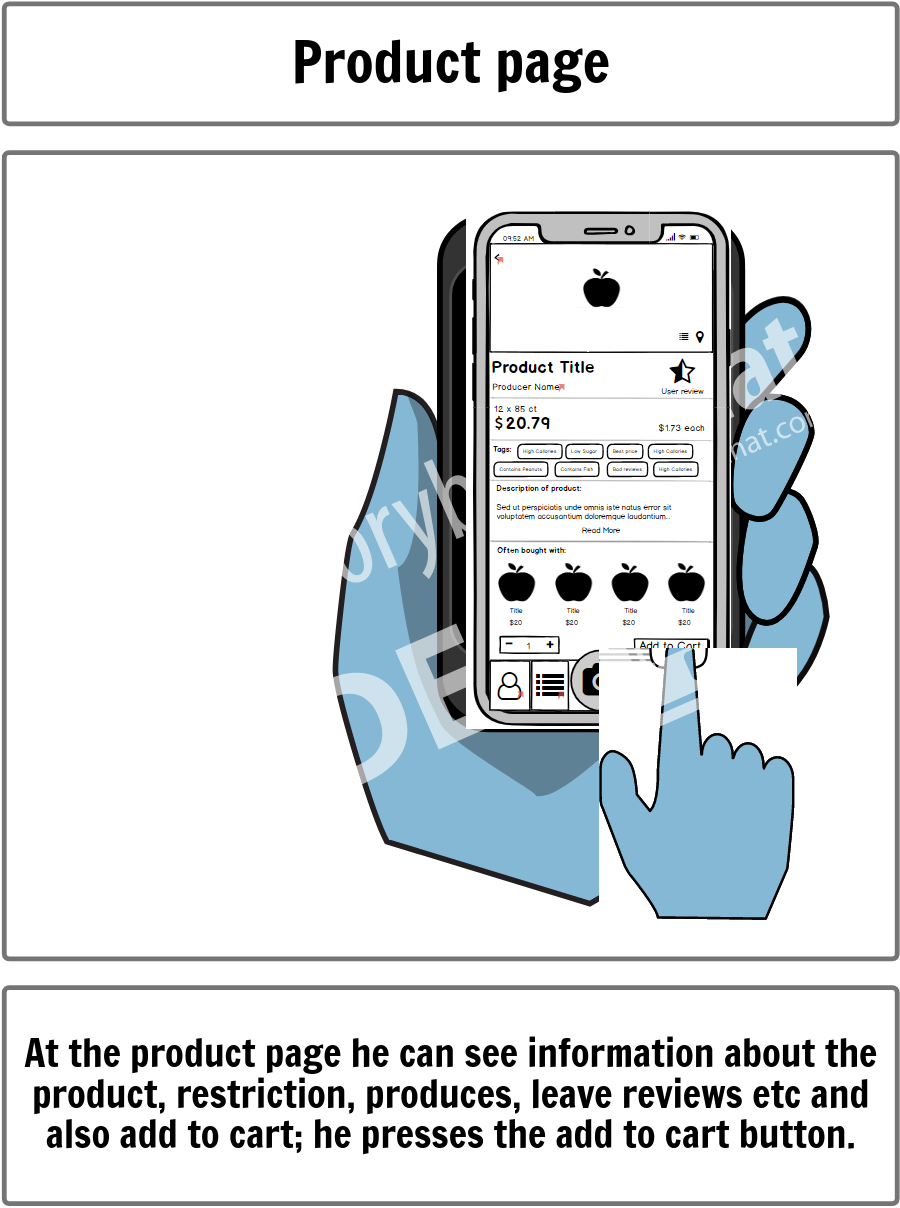 Product page
09:52 AM
Product Title
Producer Name
User review
12 x 85 ct
$20.79
$1.73 each
Tags: High Calories Low Sugar Best price High Calories
Contains Peanuts Contains Fish Bad reviews High Calories
Description of product:
Sed ut perspiciatis unde omnis iste natus error sit
voluptatem accusantium doloremque laudantium...
Read More
Often bought with:
Title Title Title Title
$20 $20 $20 $20
- 1 + Add to Cart
At the product page he can see information about the
product, restriction, produces, leave reviews etc and
also add to cart; he presses the add to cart button.